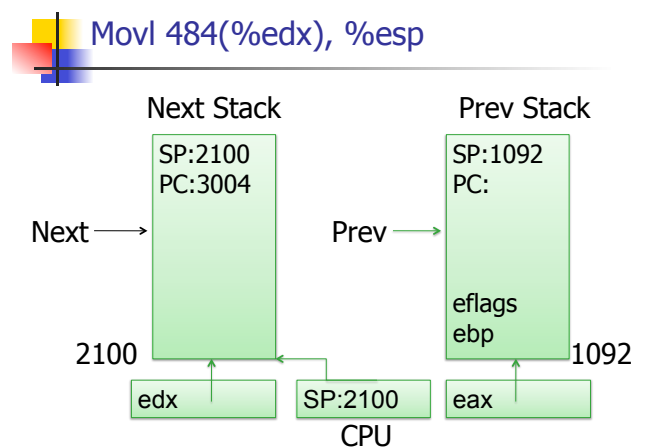 Movl 484(%edx), %esp
Next Stack
Prev Stack
SP:2100
PC:3004
SP:1092
PC:
Next
Prev
eflags
ebp
2100
1092
edx
SP:2100
eax
CPU